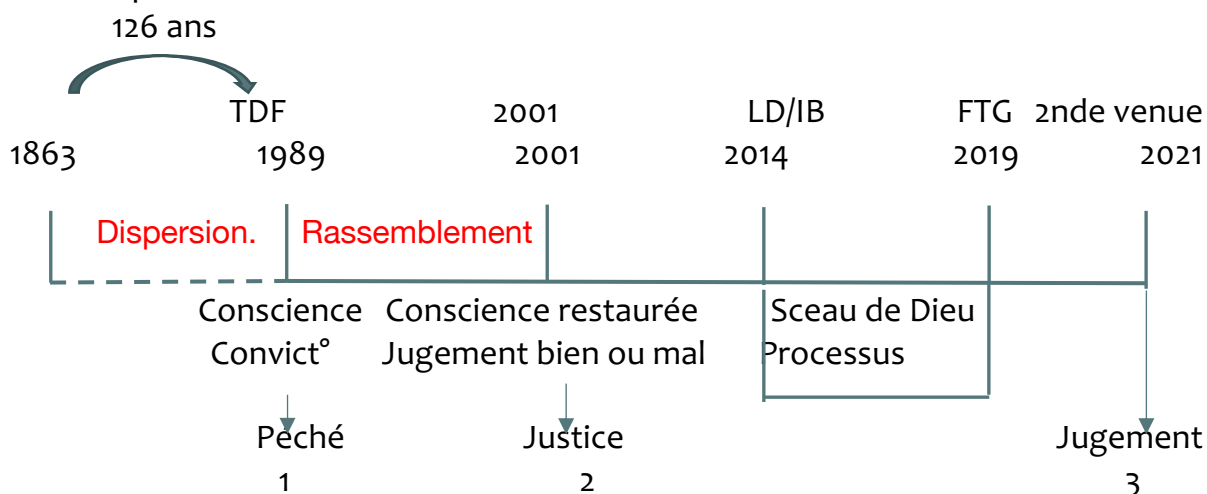 126 ans
TDF 2001 LD/IB FTG 2nde venue
1863 1989 2001 2014 2019 2021
Dispersion. Rassemblement
Conscience Conscience restaurée Sceau de Dieu
Convict° Jugement bien ou mal Processus
Péché Justice Jugement
1 2 3